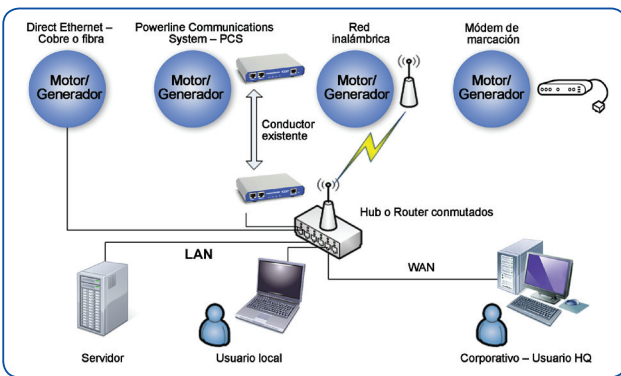 Direct Ethernet –
Cobre o fibra
Powerline Communications
System – PCS
Red
inalámbrica
Módem de
marcación
Motor/
Generador
Motor/
Generador
Motor/
Generador
Motor/
Generador
Conductor
existente
Hub o Router conmutados
LAN
WAN
Servidor
Usuario local
Corporativo – Usuario HQ